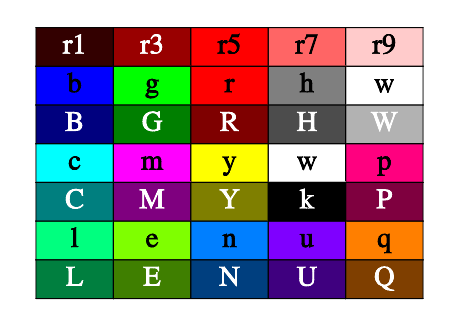 r1 r3 r5 r7 r9
b g r h w
B G R H W
c m y w p
C M Y k P
l e n u q
L E N U Q